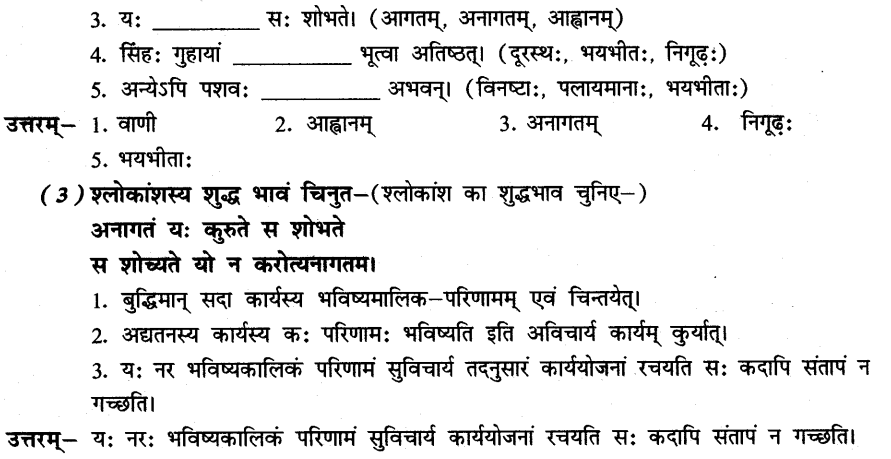 3. यः __________ सः शोभते। (आगतम्, अनागतम्, आह्वानम्)
4. सिंहः गुहायां __________ भूत्वा अतिष्ठत्। (दूरस्थः, भयभीतः, निगूढ़ः)
5. अन्येऽपि पशवः __________ अभवन्। (विनष्टाः, पलायमानाः, भयभीताः)
उत्तरम्– 1. वाणी 2. आह्वानम् 3. अनागतम् 4. निगूढ़ः
5. भयभीताः
(3) श्लोकांशस्य शुद्ध भावं चिनुत–(श्लोकांश का शुद्धभाव चुनिए–)
अनागतं यः कुरुते स शोभते
स शोच्यते यो न करोत्यनागतम।
1. बुद्धिमान् सदा कार्यस्य भविष्यमालिक–परिणामम् एवं चिन्तयेत्।
2. अद्यतनस्य कार्यस्य कः परिणामः भविष्यति इति अविचार्य कार्यम् कुर्यात्।
3. यः नर भविष्यकालिकं परिणामं सुविचार्य तदनुसारं कार्ययोजनां रचयति सः कदापि संतापं न
गच्छति।
उत्तरम्– यः नरः भविष्यकालिकं परिणामं सुविचार्य कार्ययोजनां रचयति सः कदापि संतापं न गच्छति।